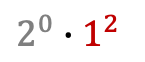 2⁰ · 1²